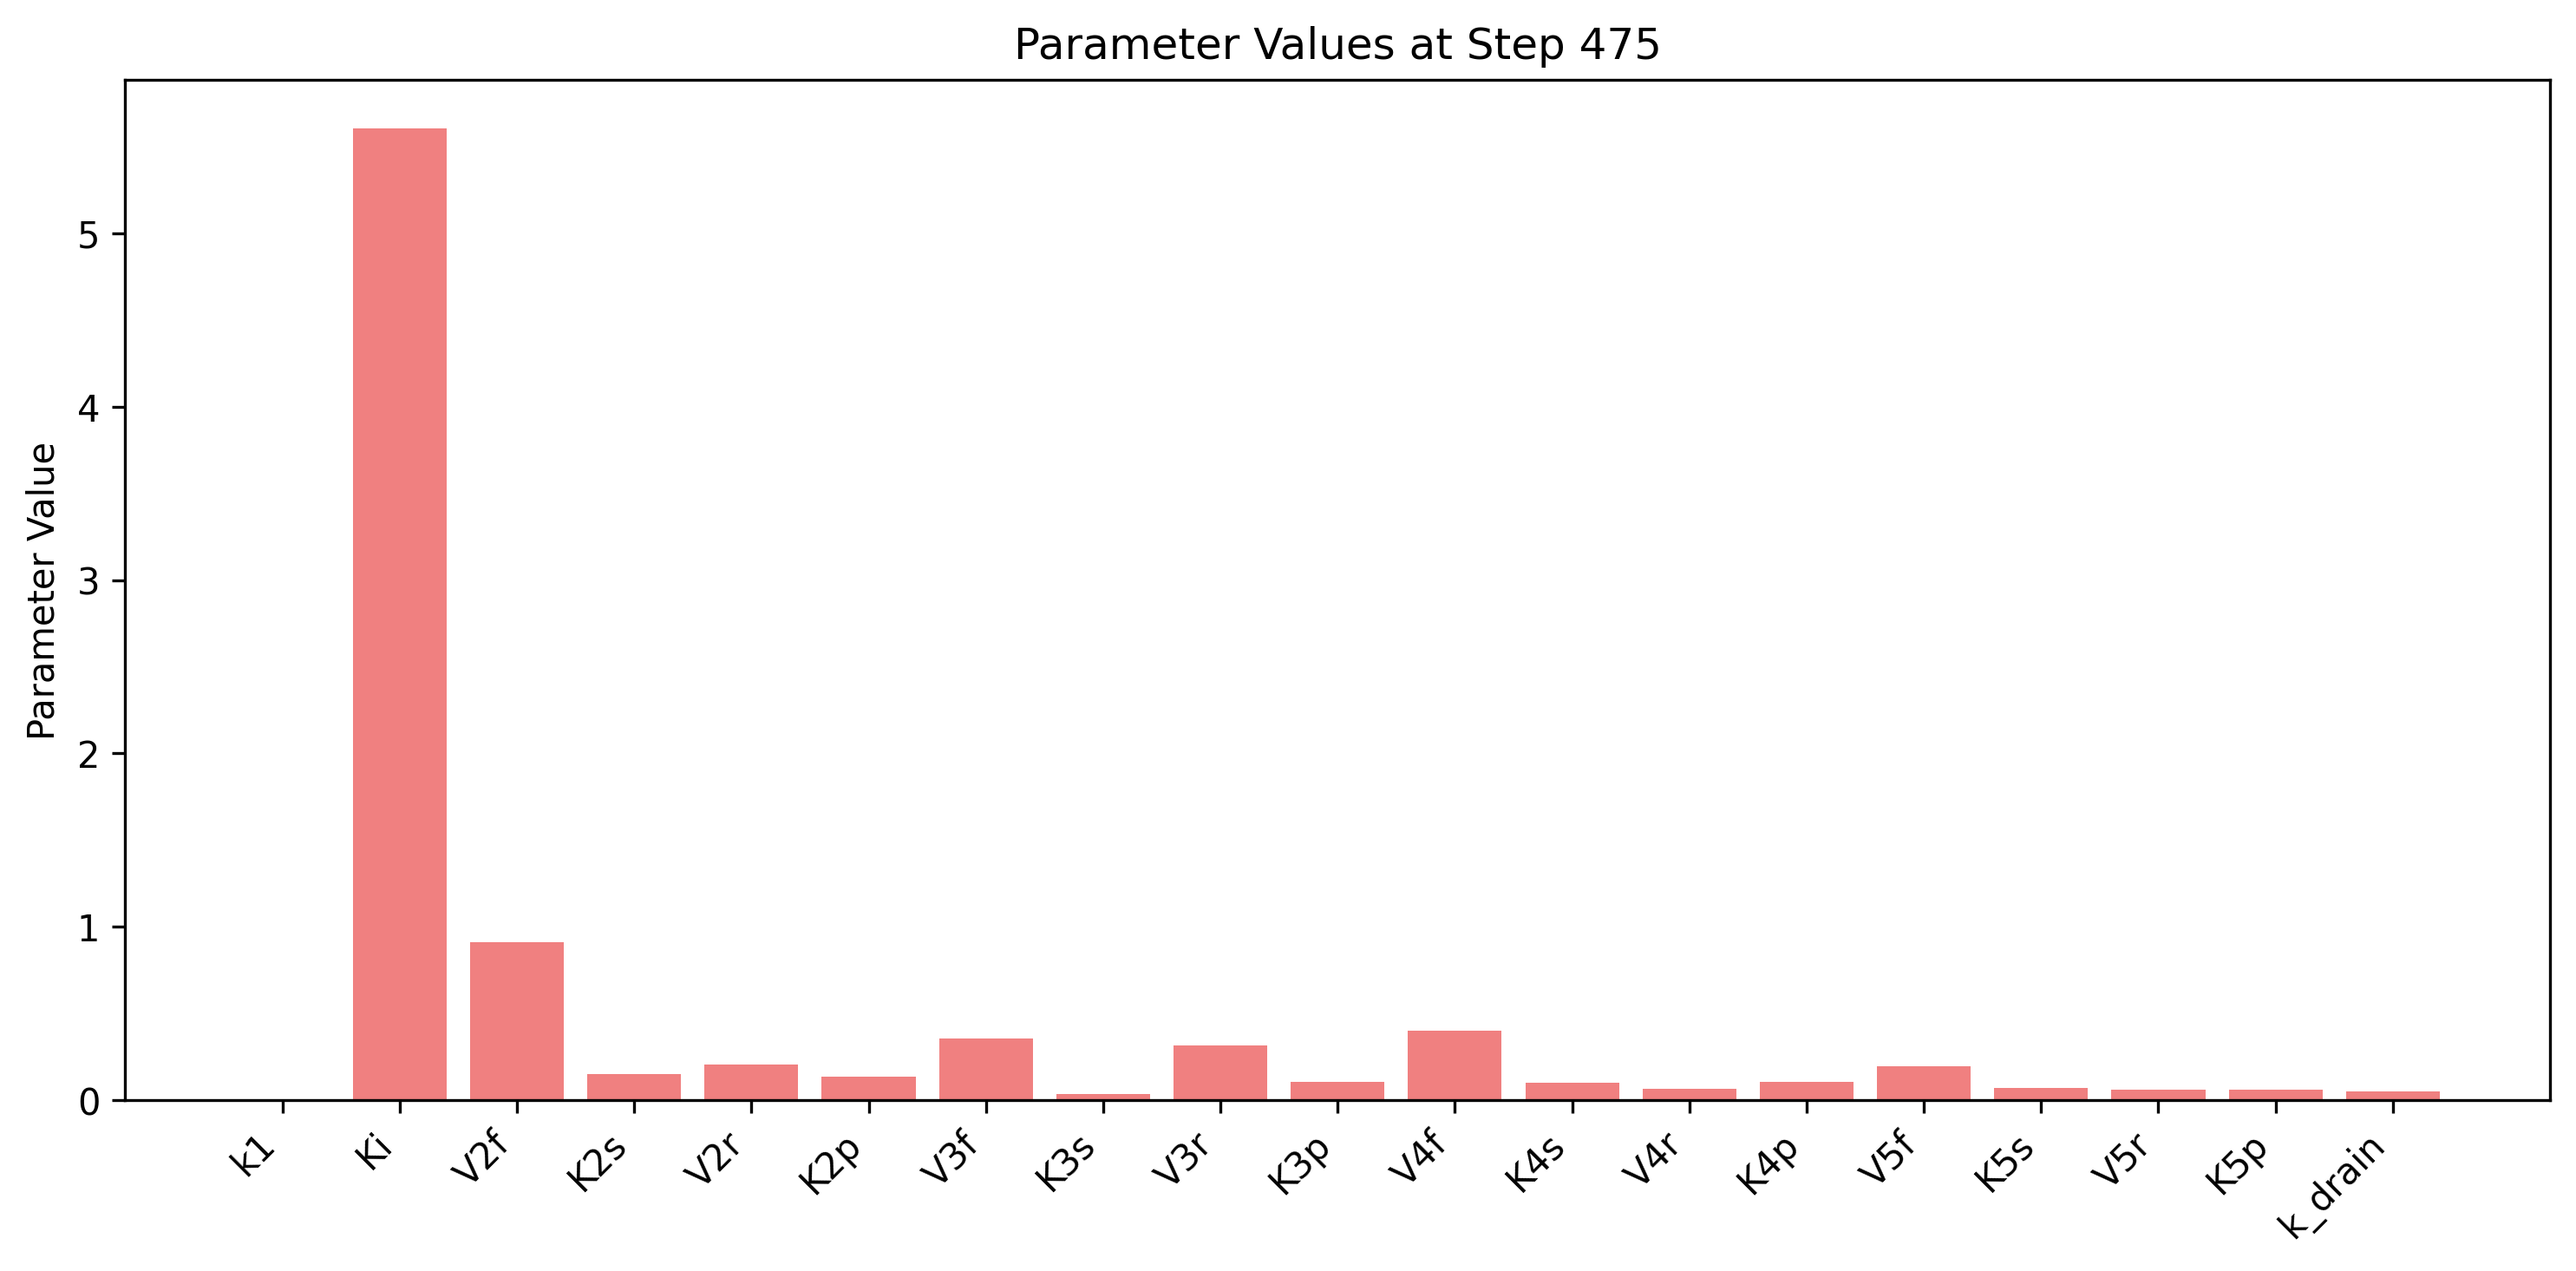 Parameter Values at Step 475
Parameter Value
5
4
3
2
1
0
k1
Ki
V2f
K2s
V2r
K2p
V3f
K3s
V3r
K3p
V4f
K4s
V4r
K4p
V5f
K5s
V5r
K5p
k_drain